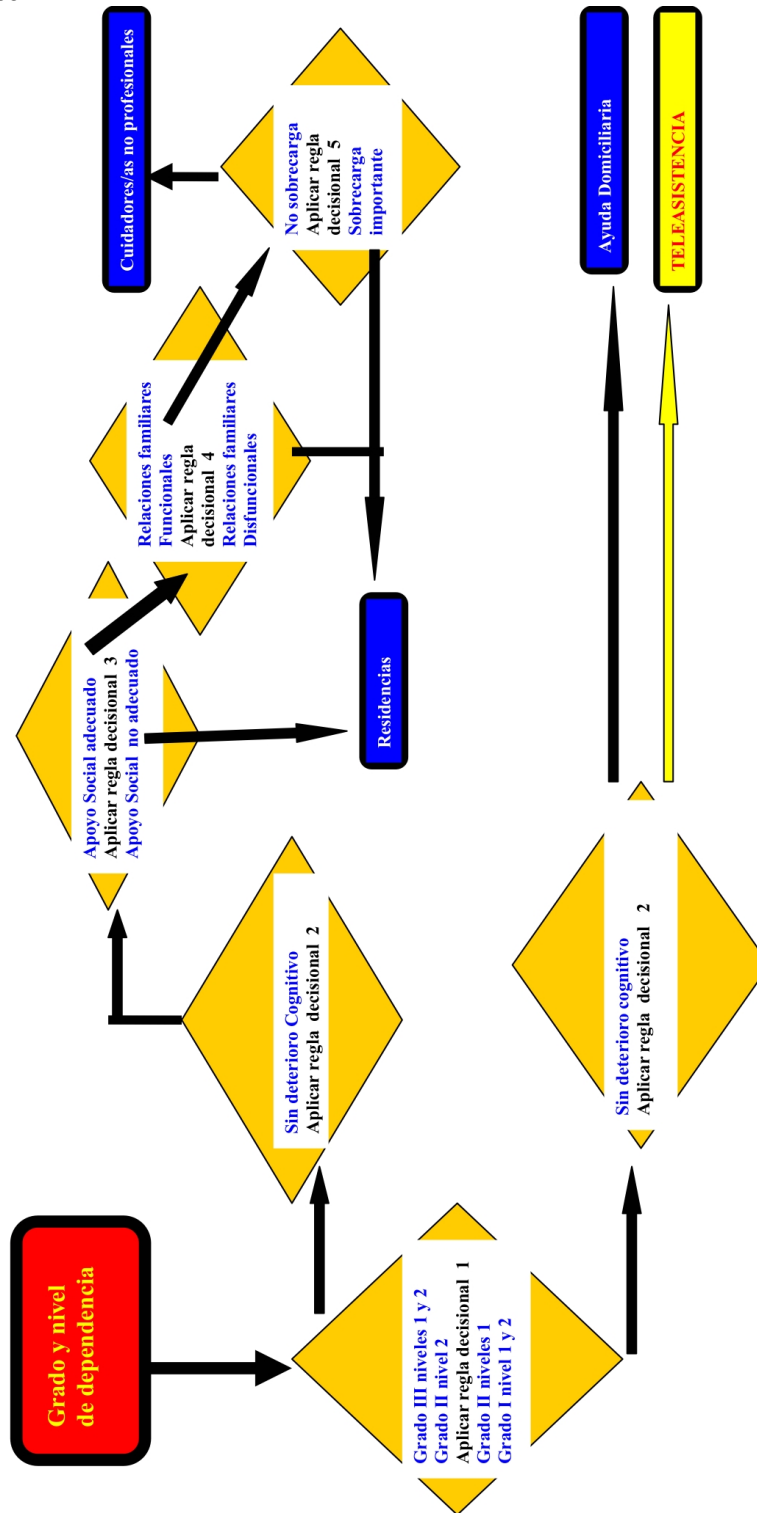 Grado y nivel
de dependencia
Grado III niveles 1 y 2
Grado II nivel 2
Aplicar regla decisional 1
Grado II niveles 1
Grado I nivel 1 y 2
Sin deterioro Cognitivo
Aplicar regla decisional 2
Apoyo Social adecuado
Aplicar regla decisional 3
Apoyo Social no adecuado
Relaciones familiares
Funcionales
Aplicar regla
decisional 4
Relaciones familiares
Disfuncionales
No sobrecarga
Aplicar regla
decisional 5
Sobrecarga
importante
Cuidadores/as no profesionales
Residencias
Sin deterioro cognitivo
Aplicar regla decisional 2
Ayuda Domiciliaria
TELEASISTENCIA